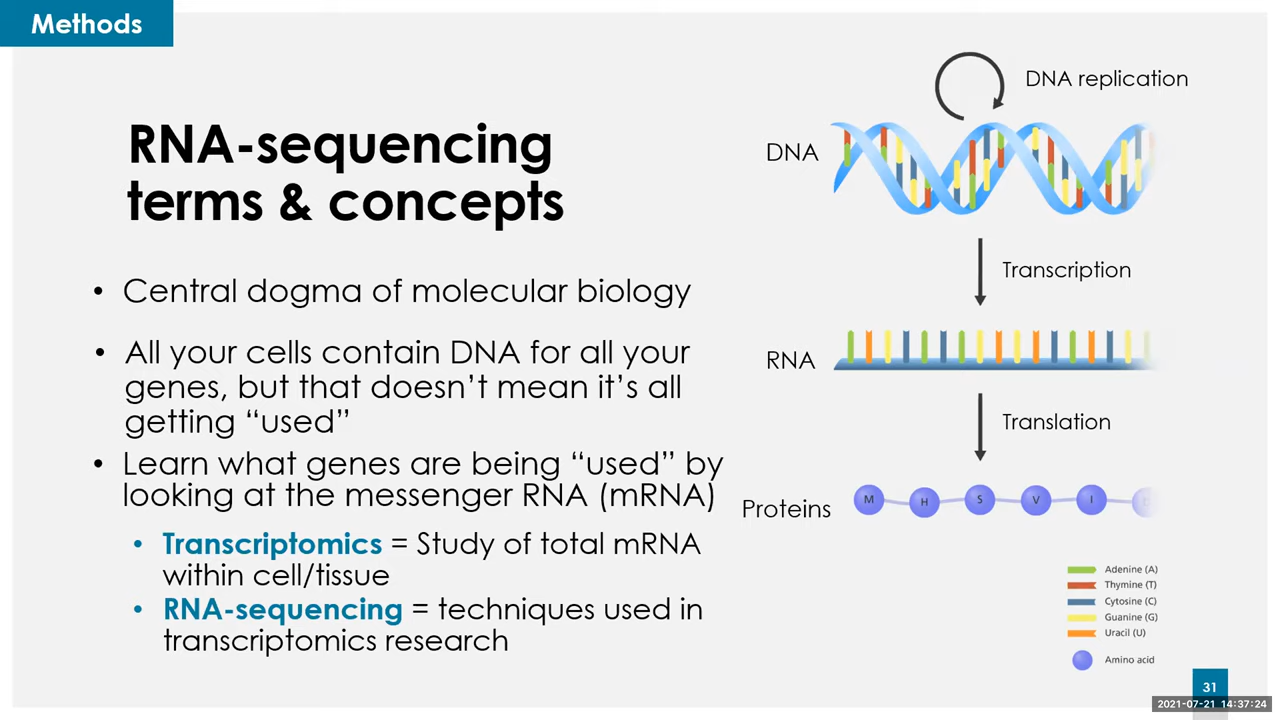 Methods
RNA-sequencing
terms & concepts
• Central dogma of molecular biology
• All your cells contain DNA for all your
genes, but that doesn’t mean it’s all
getting “used”
• Learn what genes are being “used” by
looking at the messenger RNA (mRNA)
• Transcriptomics = Study of total mRNA
within cell/tissue
• RNA-sequencing = techniques used in
transcriptomics research
DNA replication
DNA
Transcription
RNA
Translation
Proteins
M H S V I
Adenine (A)
Thymine (T)
Cytosine (C)
Guanine (G)
Uracil (U)
Amino acid
31
2021-07-21 14:37:24